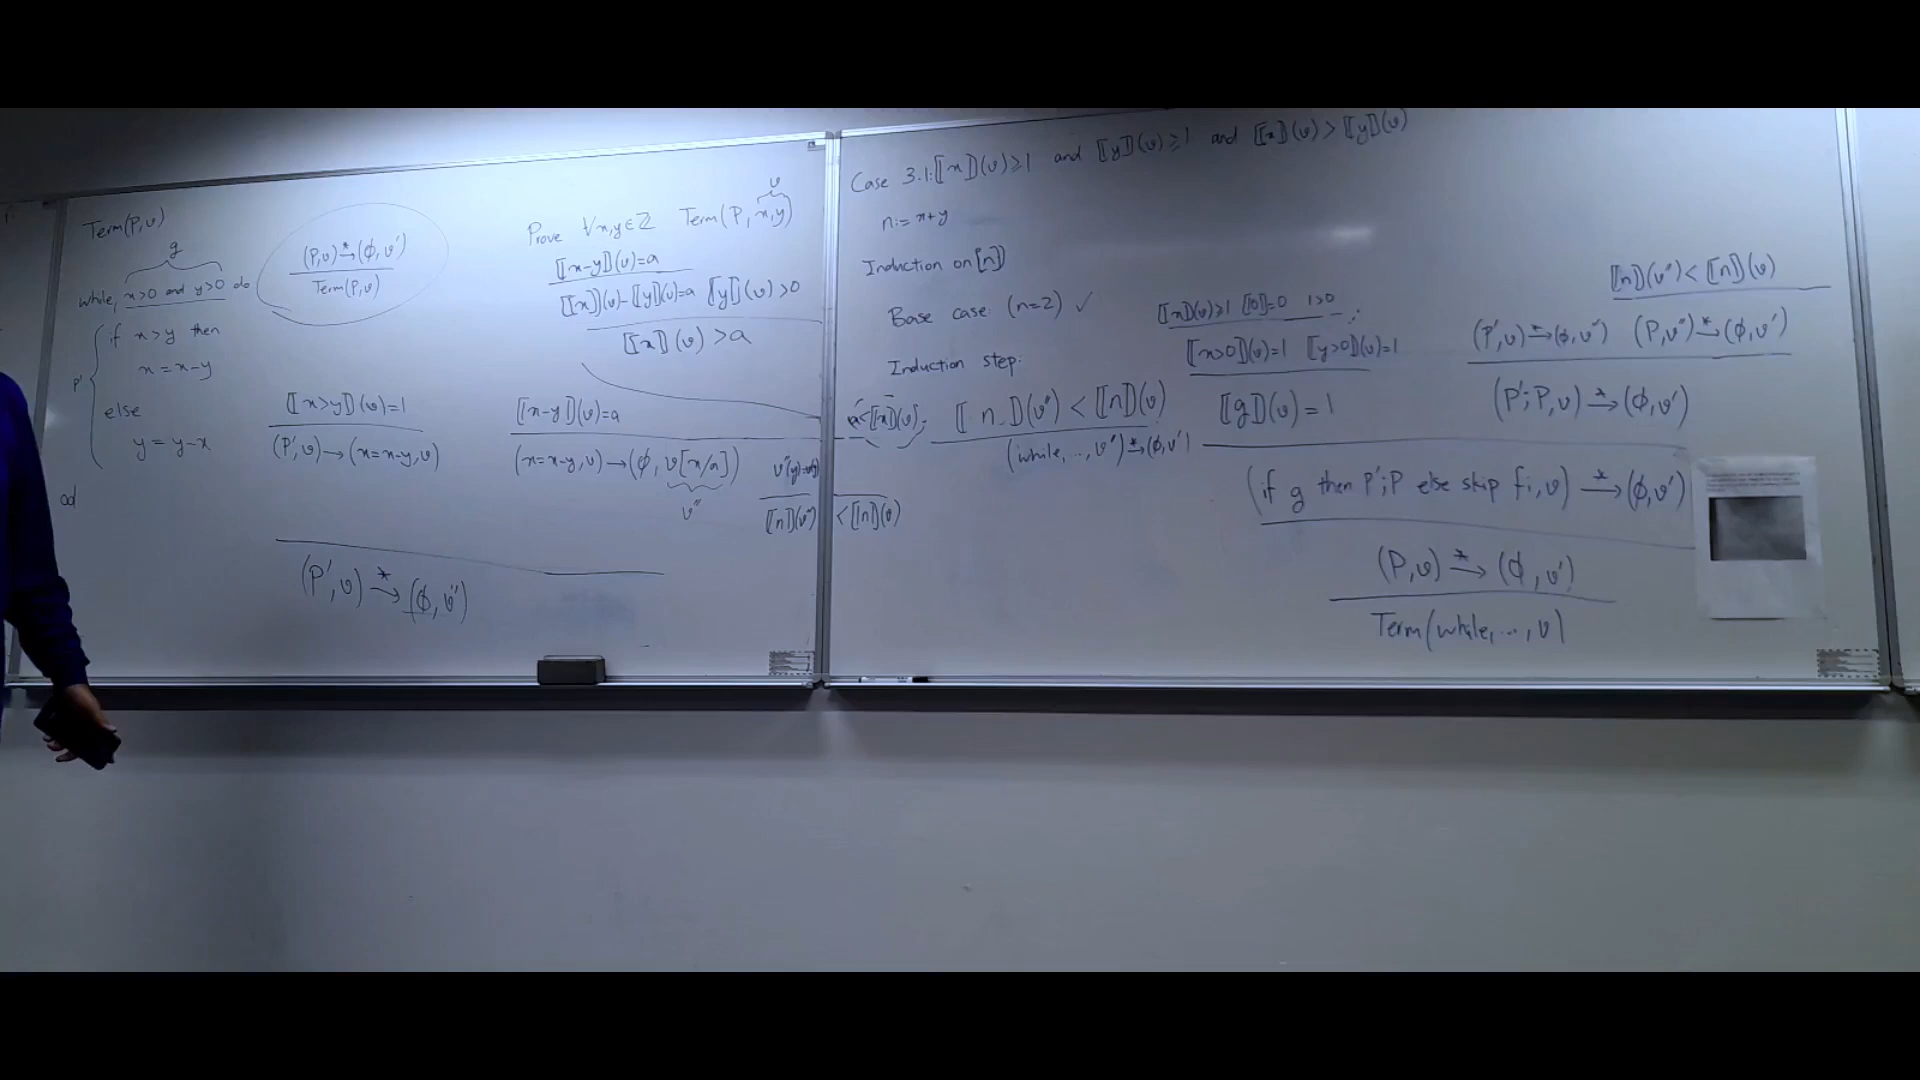 Term(P,v)
g
while, x>0 and y>0 do
P' { if x>y then
x = x-y
else
y = y-x
od
(P,v) →* (ϕ, v')
Term(P,v)
v
Prove ∀x,y∈ℤ Term(P, x,y)
⟦x-y⟧(v)=a
⟦x⟧(v)-⟦y⟧(v)=a ⟦y⟧(v)>0
⟦x⟧(v) > a
⟦x>y⟧(v)=1
(P',v) → (x=x-y, v)
⟦x-y⟧(v)=a
(x=x-y, v) → (ϕ, v[x/a])
v''
⟦n⟧(v'') < ⟦n⟧(v)
(P',v) →* (ϕ, v'')
Case 3.1: ⟦x⟧(v)⩾1 and ⟦y⟧(v)⩾1 and ⟦x⟧(v) > ⟦y⟧(v)
n:= x+y
Induction on ⟦n⟧
Base case: (n=2) ✓
Induction step:
a<⟦x⟧(v)
⟦n⟧(v'') < ⟦n⟧(v)
(while,..., v'') →* (ϕ,v')
⟦x⟧(v)⩾1 ⟦0⟧=0 1>0
⟦x>0⟧(v)=1 ⟦y>0⟧(v)=1
⟦g⟧(v) = 1
⟦n⟧(v'') < ⟦n⟧(v)
(P',v) →* (ϕ,v'') (P,v'') →* (ϕ,v')
(P';P, v) →* (ϕ,v')
(if g then P';P else skip fi, v) →* (ϕ,v')
(P,v) →* (ϕ, v')
Term(while,..., v)